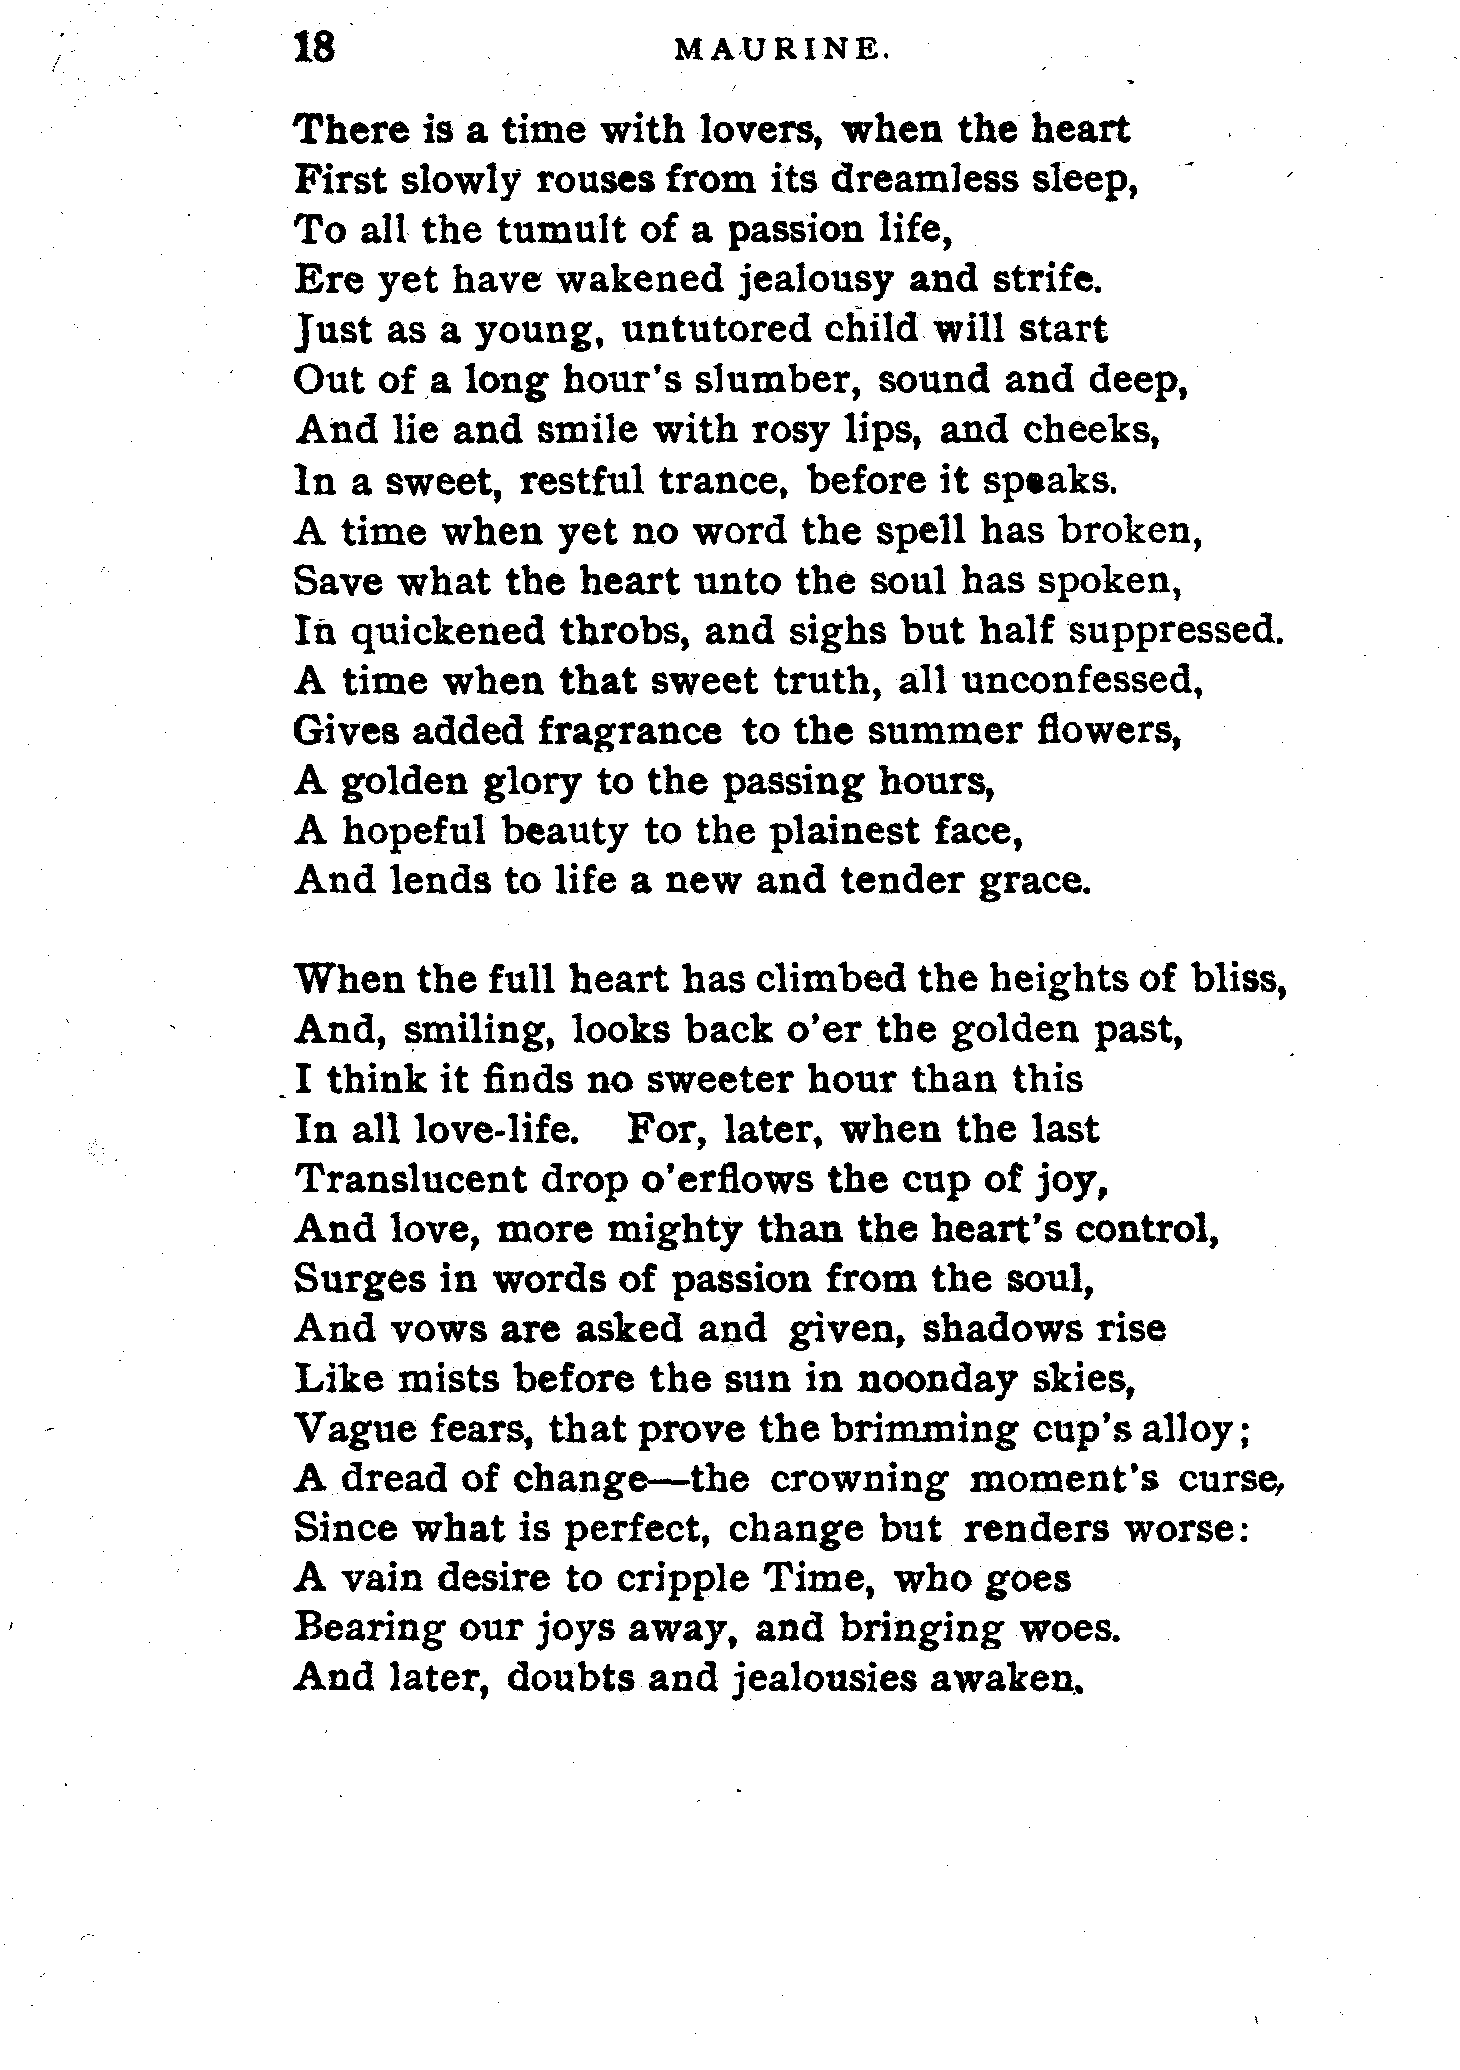 18 MAURINE.
There is a time with lovers, when the heart
First slowly rouses from its dreamless sleep,
To all the tumult of a passion life,
Ere yet have wakened jealousy and strife.
Just as a young, untutored child will start
Out of a long hour's slumber, sound and deep,
And lie and smile with rosy lips, and cheeks,
In a sweet, restful trance, before it speaks.
A time when yet no word the spell has broken,
Save what the heart unto the soul has spoken,
In quickened throbs, and sighs but half suppressed.
A time when that sweet truth, all unconfessed,
Gives added fragrance to the summer flowers,
A golden glory to the passing hours,
A hopeful beauty to the plainest face,
And lends to life a new and tender grace.
When the full heart has climbed the heights of bliss,
And, smiling, looks back o'er the golden past,
I think it finds no sweeter hour than this
In all love-life. For, later, when the last
Translucent drop o'erflows the cup of joy,
And love, more mighty than the heart's control,
Surges in words of passion from the soul,
And vows are asked and given, shadows rise
Like mists before the sun in noonday skies,
Vague fears, that prove the brimming cup's alloy;
A dread of change—the crowning moment's curse,
Since what is perfect, change but renders worse:
A vain desire to cripple Time, who goes
Bearing our joys away, and bringing woes.
And later, doubts and jealousies awaken.